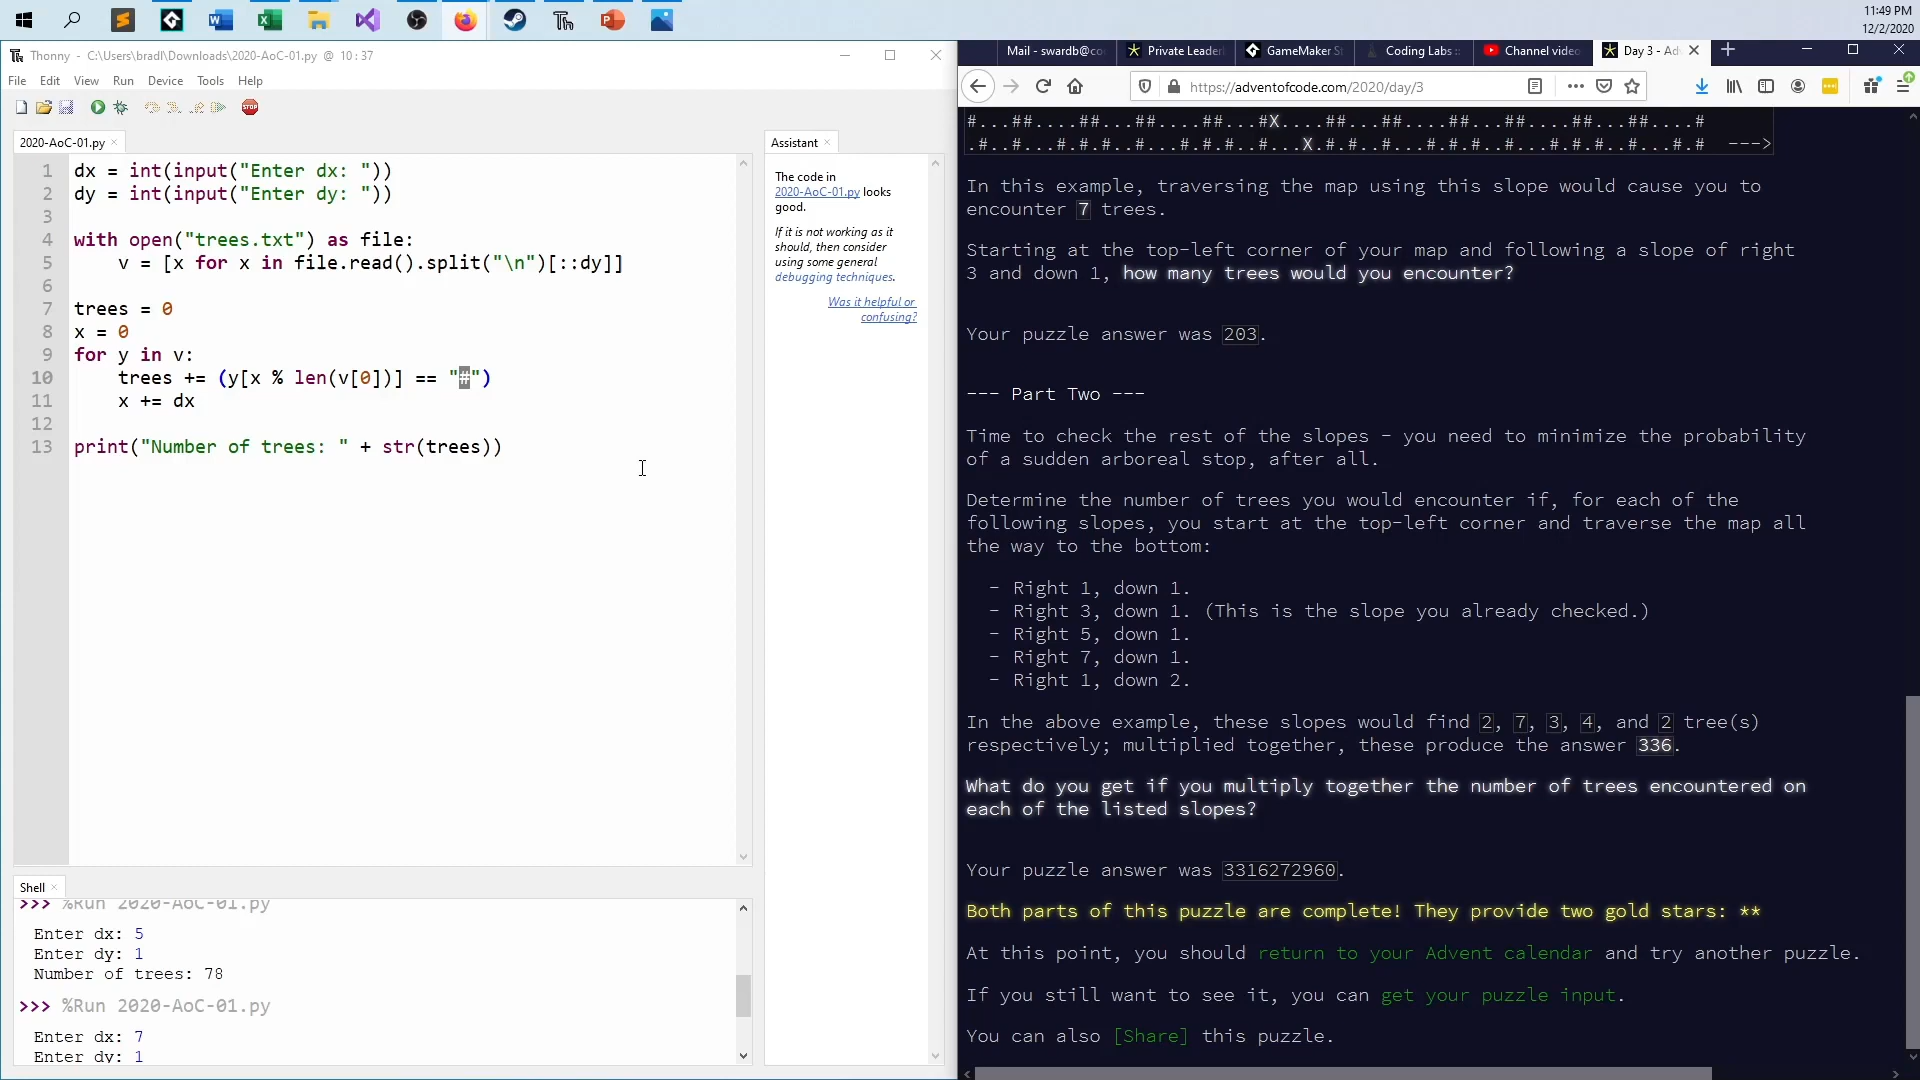 11:49 PM
12/2/2020
Thonny - C:\Users\bradl\Downloads\2020-AoC-01.py @ 10:37
File Edit View Run Device Tools Help
2020-AoC-01.py
1 dx = int(input("Enter dx: "))
2 dy = int(input("Enter dy: "))
3
4 with open("trees.txt") as file:
5     v = [x for x in file.read().split("\n")[::dy]]
6
7 trees = 0
8 x = 0
9 for y in v:
10     trees += (y[x % len(v[0])] == "#")
11     x += dx
12
13 print("Number of trees: " + str(trees))
Assistant
The code in
2020-AoC-01.py looks
good.
If it is not working as it
should, then consider
using some general
debugging techniques.
Was it helpful or
confusing?
Shell
>>> %Run 2020-AoC-01.py
Enter dx: 5
Enter dy: 1
Number of trees: 78
>>> %Run 2020-AoC-01.py
Enter dx: 7
Enter dy: 1
Mail - swardb@co
Private Leader
GameMaker S
Coding Labs ::
Channel video
Day 3 - Adv
https://adventofcode.com/2020/day/3
#...##....##...##....##...#X....##...##....##...##....##...##....#
.#..#...#.#.#..#...#.#.#..#...X.#.#..#...#.#.#..#...#.#.#..#...#.# --->
In this example, traversing the map using this slope would cause you to
encounter 7 trees.
Starting at the top-left corner of your map and following a slope of right
3 and down 1, how many trees would you encounter?
Your puzzle answer was 203.
--- Part Two ---
Time to check the rest of the slopes - you need to minimize the probability
of a sudden arboreal stop, after all.
Determine the number of trees you would encounter if, for each of the
following slopes, you start at the top-left corner and traverse the map all
the way to the bottom:
- Right 1, down 1.
- Right 3, down 1. (This is the slope you already checked.)
- Right 5, down 1.
- Right 7, down 1.
- Right 1, down 2.
In the above example, these slopes would find 2, 7, 3, 4, and 2 tree(s)
respectively; multiplied together, these produce the answer 336.
What do you get if you multiply together the number of trees encountered on
each of the listed slopes?
Your puzzle answer was 3316272960.
Both parts of this puzzle are complete! They provide two gold stars: **
At this point, you should return to your Advent calendar and try another puzzle.
If you still want to see it, you can get your puzzle input.
You can also [Share] this puzzle.